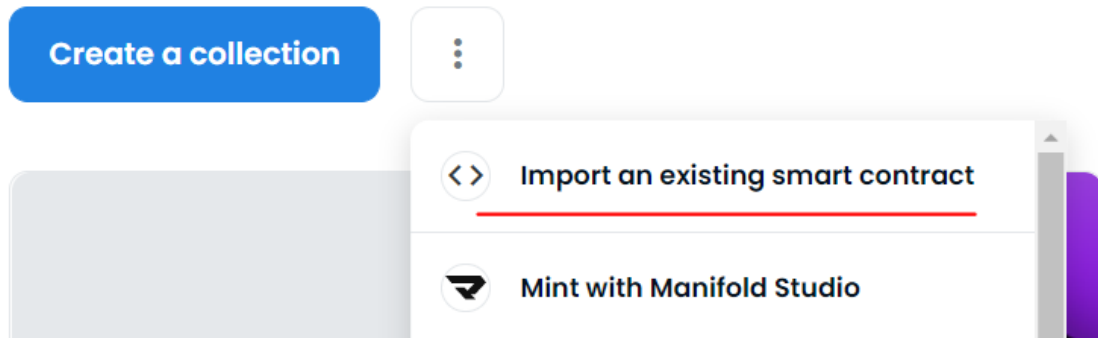 Create a collection
Import an existing smart contract
Mint with Manifold Studio